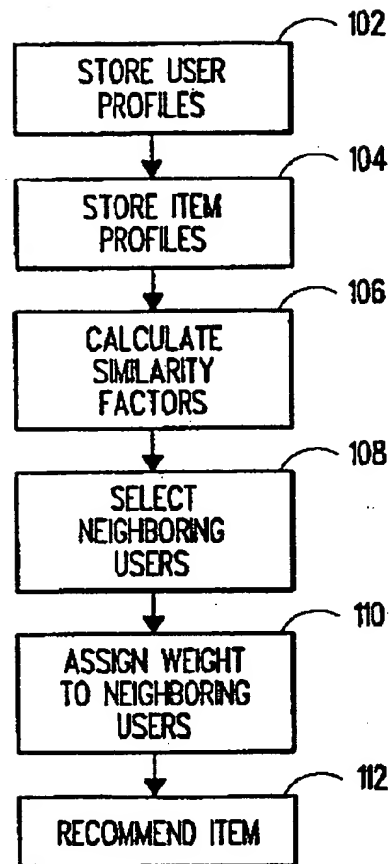 102
STORE USER
PROFILES
104
STORE ITEM
PROFILES
106
CALCULATE
SIMILARITY
FACTORS
108
SELECT
NEIGHBORING
USERS
110
ASSIGN WEIGHT
TO NEIGHBORING
USERS
112
RECOMMEND ITEM